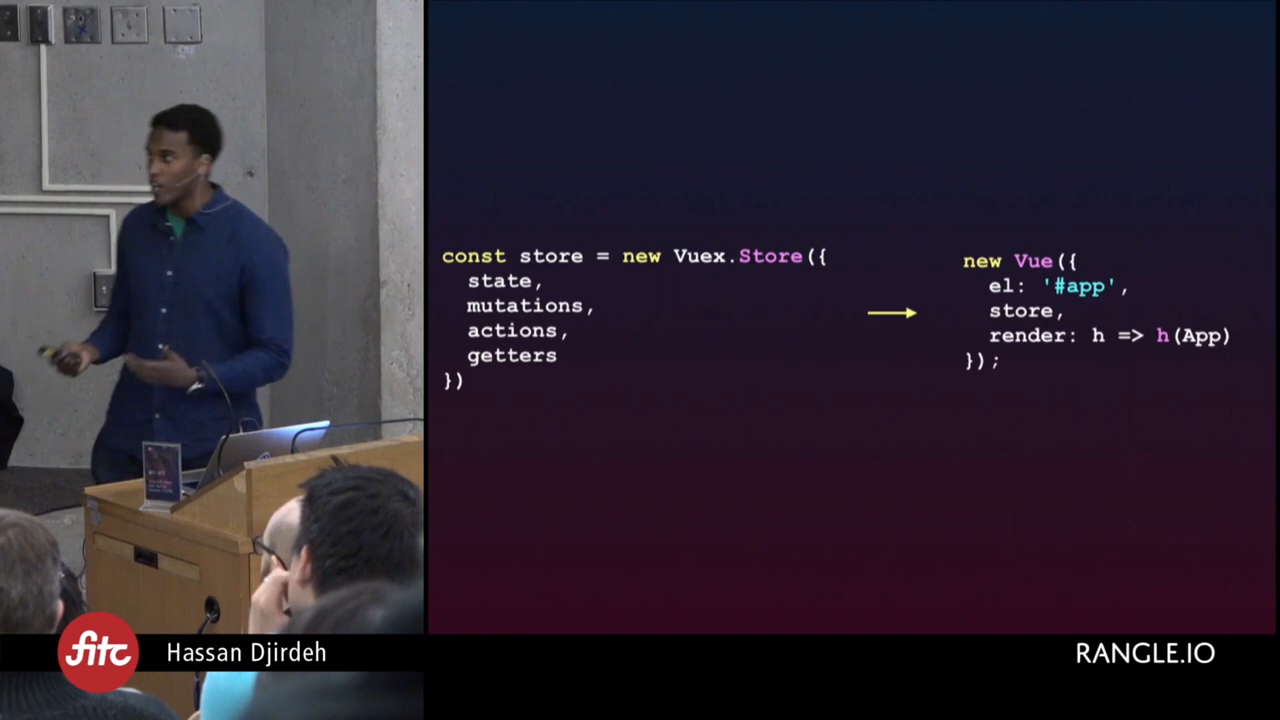 const store = new Vuex.Store({
  state,
  mutations,
  actions,
  getters
})
new Vue({
  el: '#app',
  store,
  render: h => h(App)
});
fitc
Hassan Djirdeh
RANGLE.IO